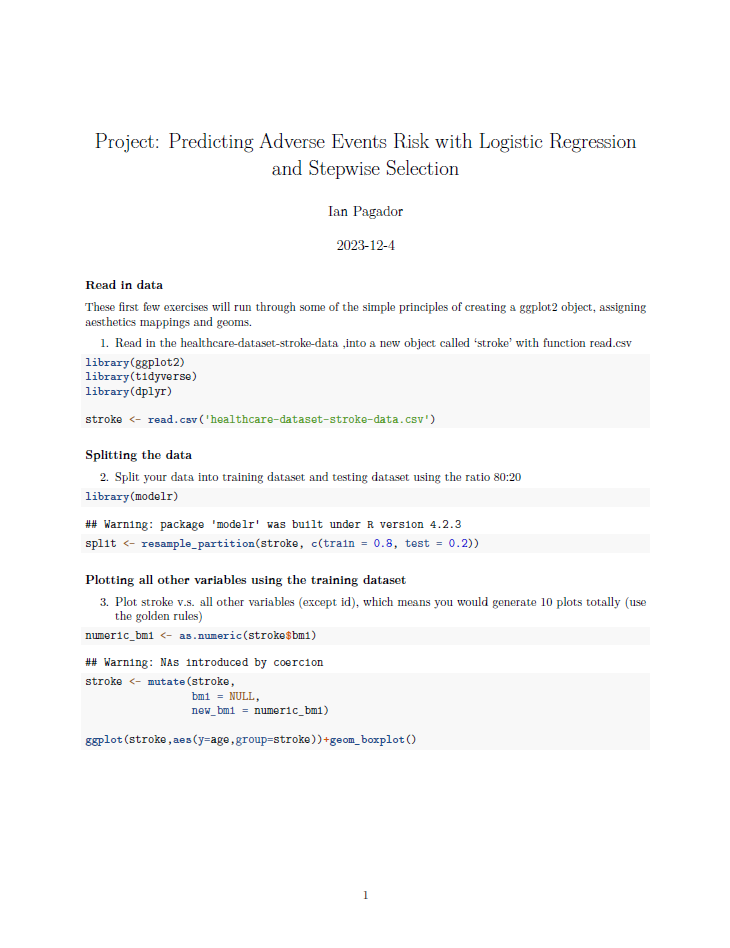 Project: Predicting Adverse Events Risk with Logistic Regression
and Stepwise Selection
Ian Pagador
2023-12-4
Read in data
These first few exercises will run through some of the simple principles of creating a ggplot2 object, assigning
aesthetics mappings and geoms.
1. Read in the healthcare-dataset-stroke-data ,into a new object called ‘stroke’ with function read.csv
library(ggplot2)
library(tidyverse)
library(dplyr)
stroke <- read.csv('healthcare-dataset-stroke-data.csv')
Splitting the data
2. Split your data into training dataset and testing dataset using the ratio 80:20
library(modelr)
## Warning: package 'modelr' was built under R version 4.2.3
split <- resample_partition(stroke, c(train = 0.8, test = 0.2))
Plotting all other variables using the training dataset
3. Plot stroke v.s. all other variables (except id), which means you would generate 10 plots totally (use
the golden rules)
numeric_bmi <- as.numeric(stroke$bmi)
## Warning: NAs introduced by coercion
stroke <- mutate(stroke,
bmi = NULL,
new_bmi = numeric_bmi)
ggplot(stroke,aes(y=age,group=stroke))+geom_boxplot()
1